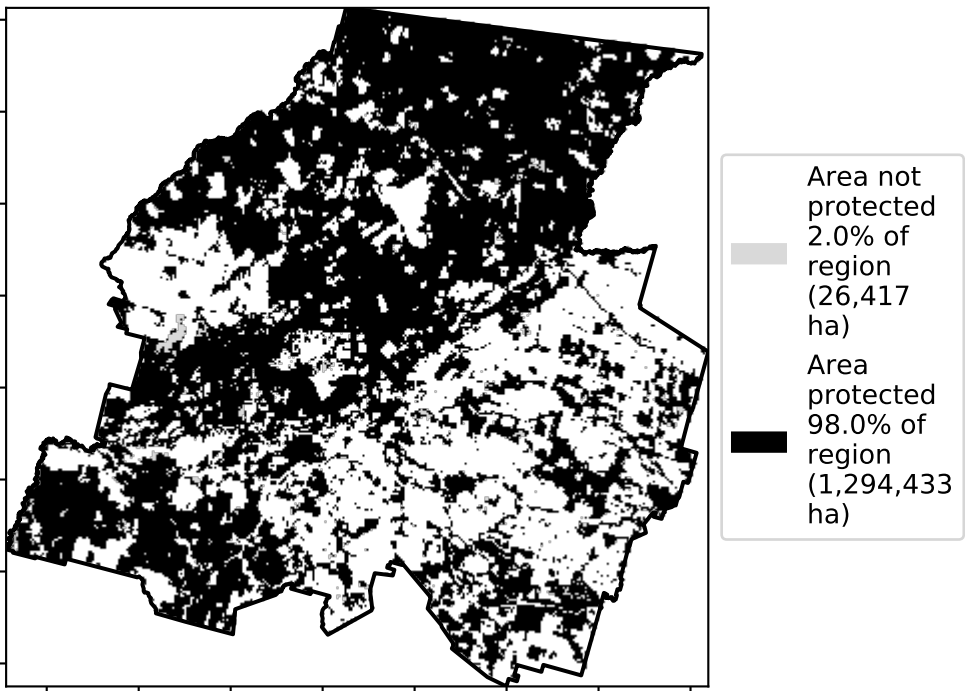 Area not
protected
2.0% of
region
(26,417
ha)
Area
protected
98.0% of
region
(1,294,433
ha)